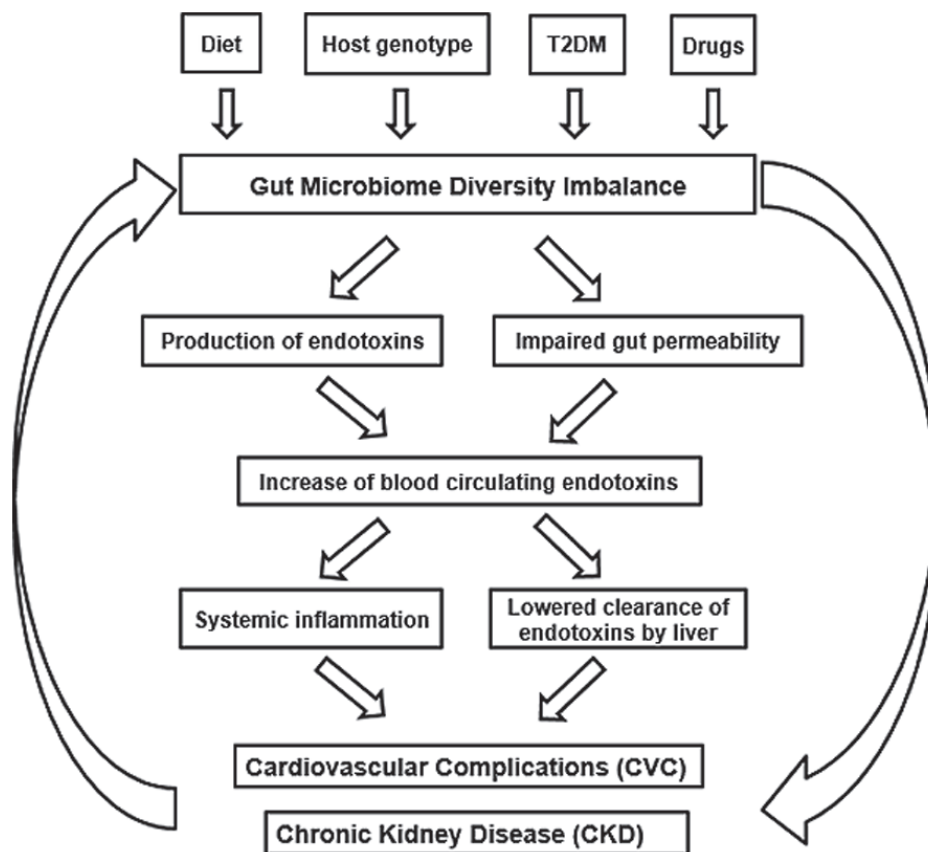 Diet
Host genotype
T2DM
Drugs
Gut Microbiome Diversity Imbalance
Production of endotoxins
Impaired gut permeability
Increase of blood circulating endotoxins
Systemic inflammation
Lowered clearance of
endotoxins by liver
Cardiovascular Complications (CVC)
Chronic Kidney Disease (CKD)